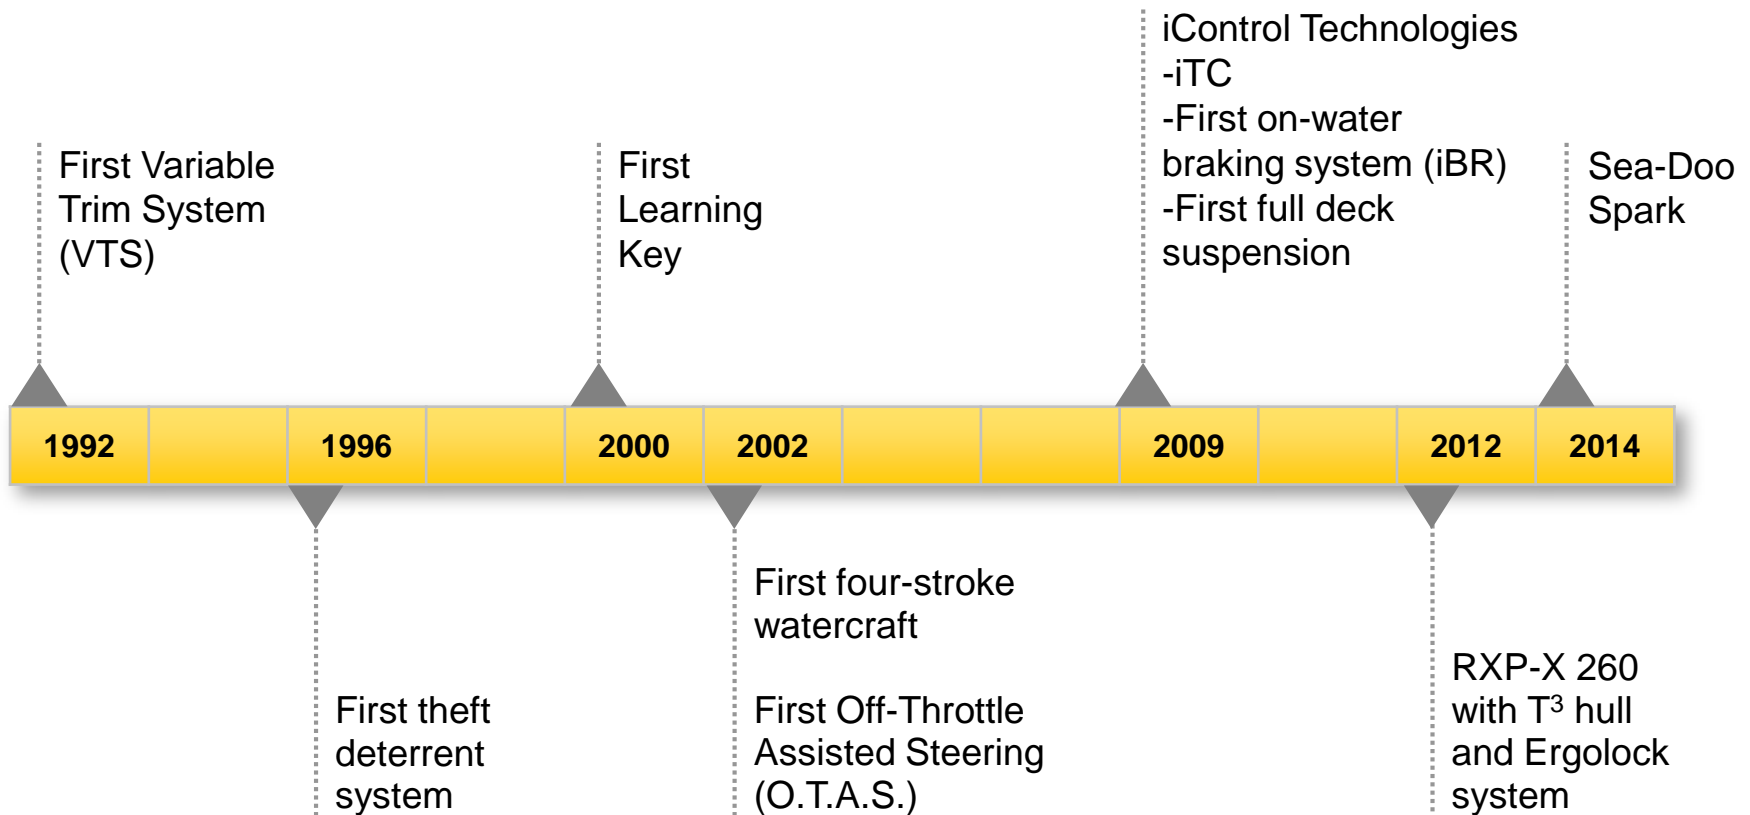 iControl Technologies
-iTC
-First on-water
braking system (iBR)
-First full deck
suspension
First Variable
Trim System
(VTS)
First
Learning
Key
Sea-Doo
Spark
1992
1996
2000
2002
2009
2012
2014
First theft
deterrent
system
First four-stroke
watercraft
First Off-Throttle
Assisted Steering
(O.T.A.S.)
RXP-X 260
with T³ hull
and Ergolock
system